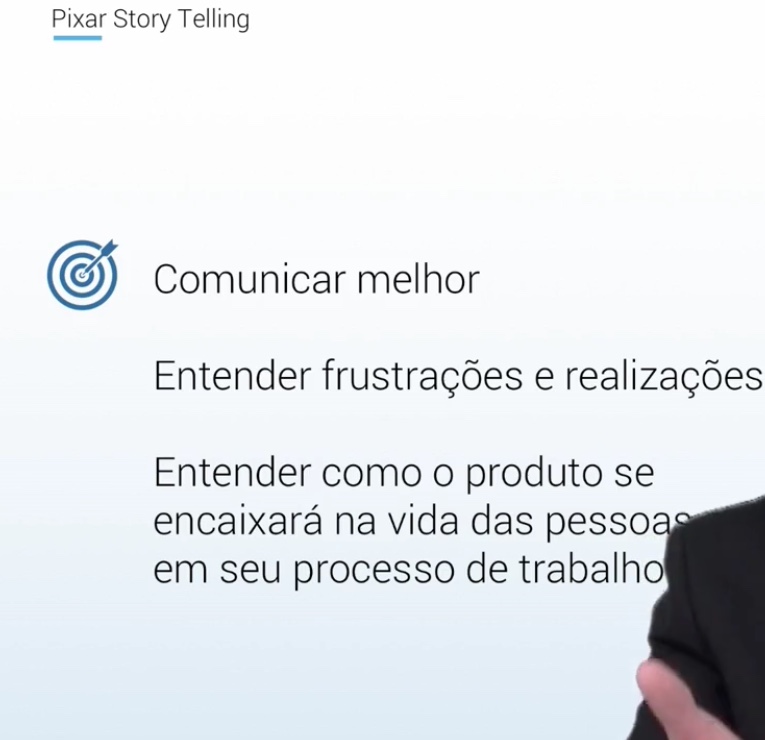 Pixar Story Telling
Comunicar melhor
Entender frustrações e realizações
Entender como o produto se
encaixará na vida das pessoas
em seu processo de trabalho